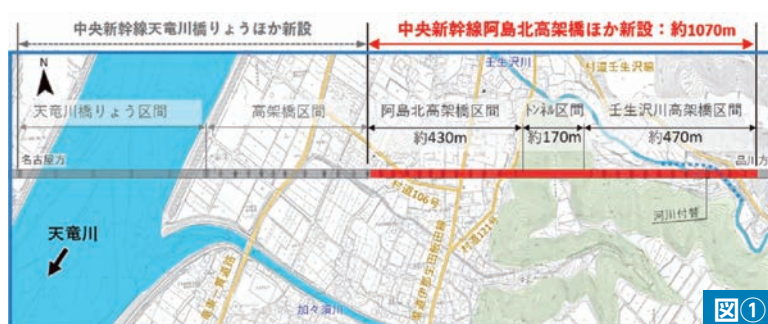 中央新幹線天竜川橋りょうほか新設
中央新幹線阿島北高架橋ほか新設：約1070m
N
壬生沢川
村道壬生沢線
天竜川橋りょう区間
高架橋区間
阿島北高架橋区間
トンネル区間
壬生沢川高架橋区間
約430m
約170m
約470m
名古屋方
品川方
村道106号
村道121号
河川付替
天竜川
加々須川
図①